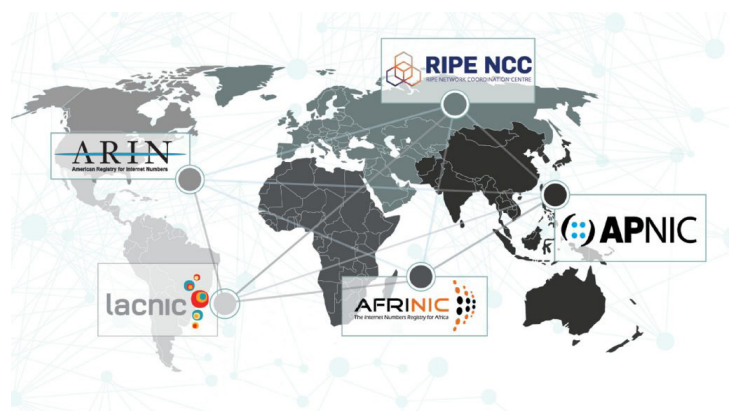 RIPE NCC
RIPE NETWORK COORDINATION CENTRE
ARIN
American Registry for Internet Numbers
APNIC
lacnic
AFRINIC
The Internet Numbers Registry for Africa